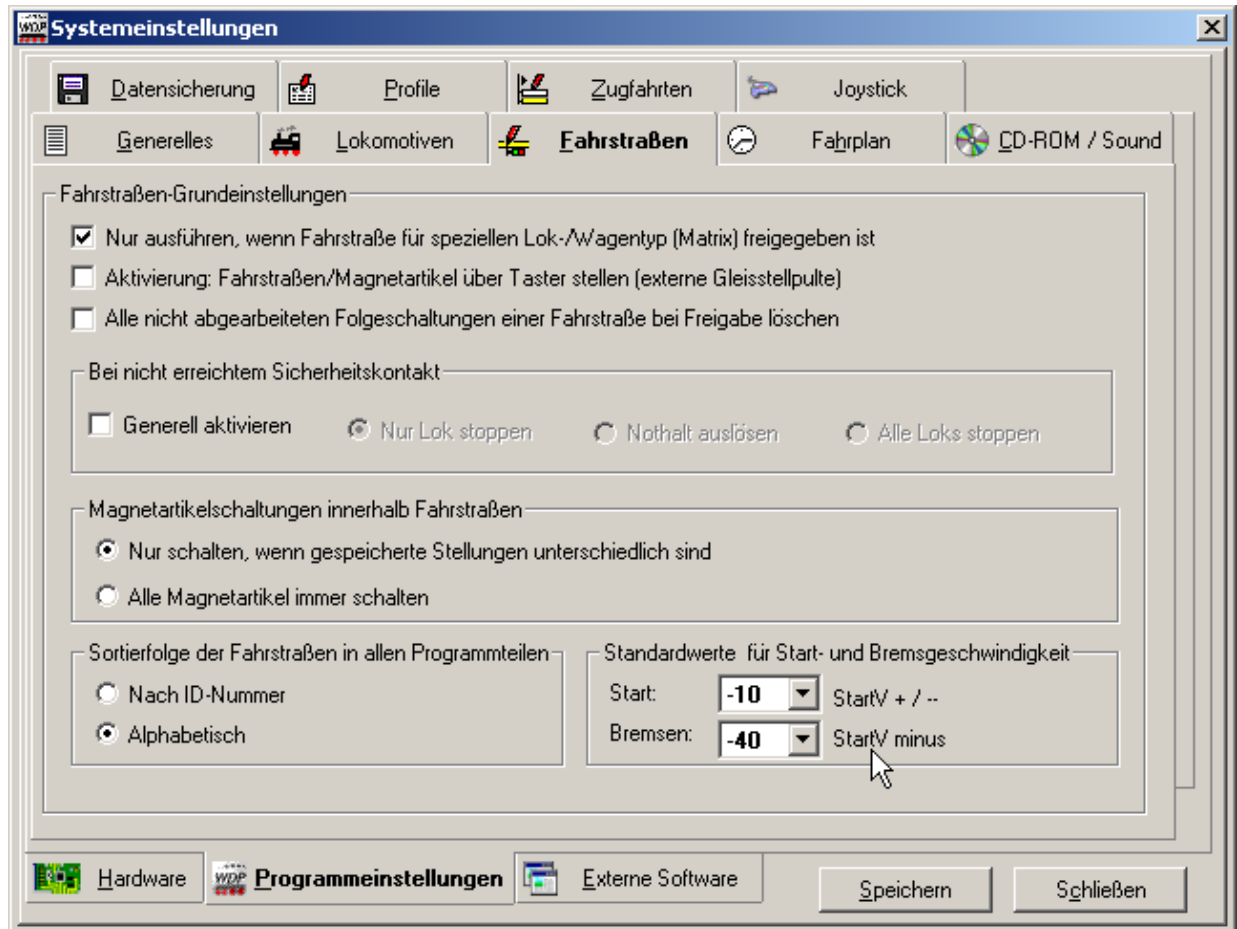 WDP Systemeinstellungen
Datensicherung Profile Zugfahrten Joystick
Generelles Lokomotiven Fahrstraßen Fahrplan CD-ROM / Sound
Fahrstraßen-Grundeinstellungen
Nur ausführen, wenn Fahrstraße für speziellen Lok-/Wagentyp (Matrix) freigegeben ist
Aktivierung: Fahrstraßen/Magnetartikel über Taster stellen (externe Gleisstellpulte)
Alle nicht abgearbeiteten Folgeschaltungen einer Fahrstraße bei Freigabe löschen
Bei nicht erreichtem Sicherheitskontakt
Generell aktivieren Nur Lok stoppen Nothalt auslösen Alle Loks stoppen
Magnetartikelschaltungen innerhalb Fahrstraßen
Nur schalten, wenn gespeicherte Stellungen unterschiedlich sind
Alle Magnetartikel immer schalten
Sortierfolge der Fahrstraßen in allen Programmteilen
Nach ID-Nummer
Alphabetisch
Standardwerte für Start- und Bremsgeschwindigkeit
Start: -10 StartV + / --
Bremsen: -40 StartV minus
Hardware WDP Programmeinstellungen Externe Software
Speichern Schließen